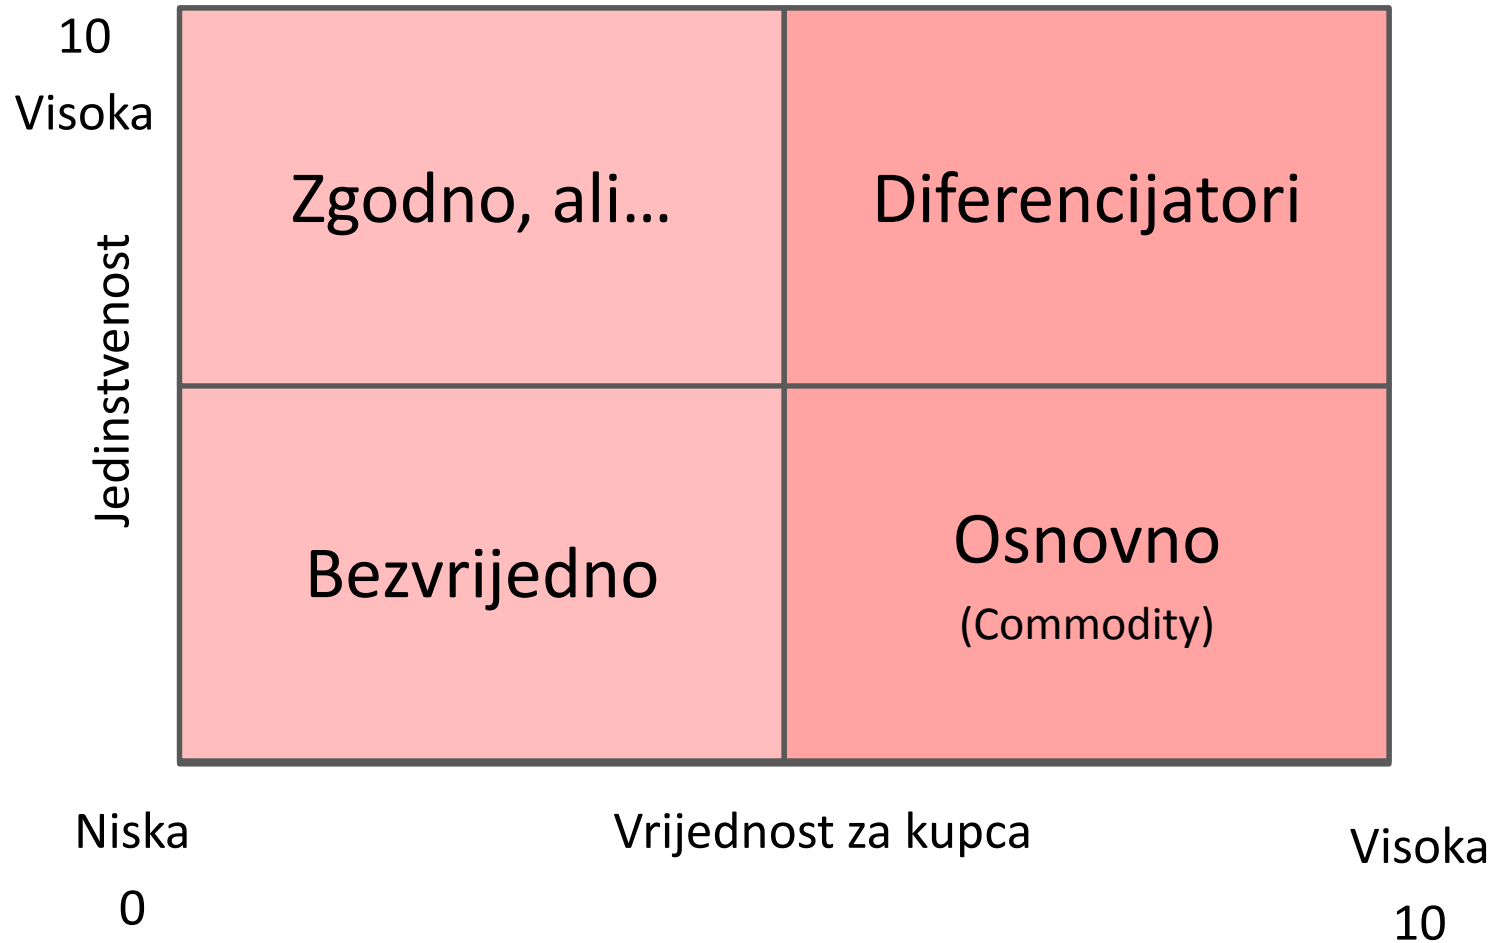 10
Visoka
Zgodno, ali...
Diferencijatori
Jedinstvenost
Bezvrijedno
Osnovno
(Commodity)
Niska
0
Vrijednost za kupca
Visoka
10